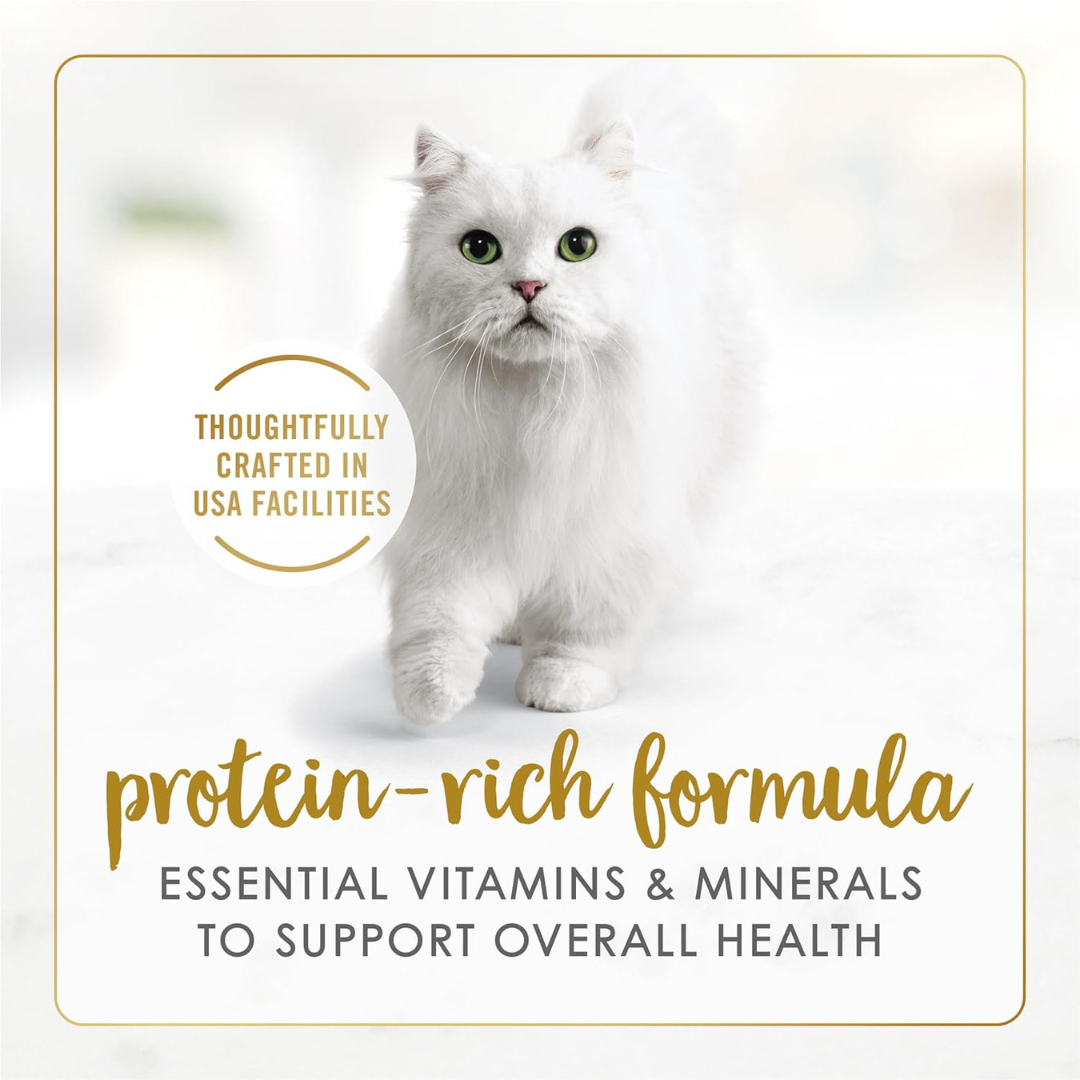 THOUGHTFULLY
CRAFTED IN
USA FACILITIES
protein-rich formula
ESSENTIAL VITAMINS & MINERALS
TO SUPPORT OVERALL HEALTH